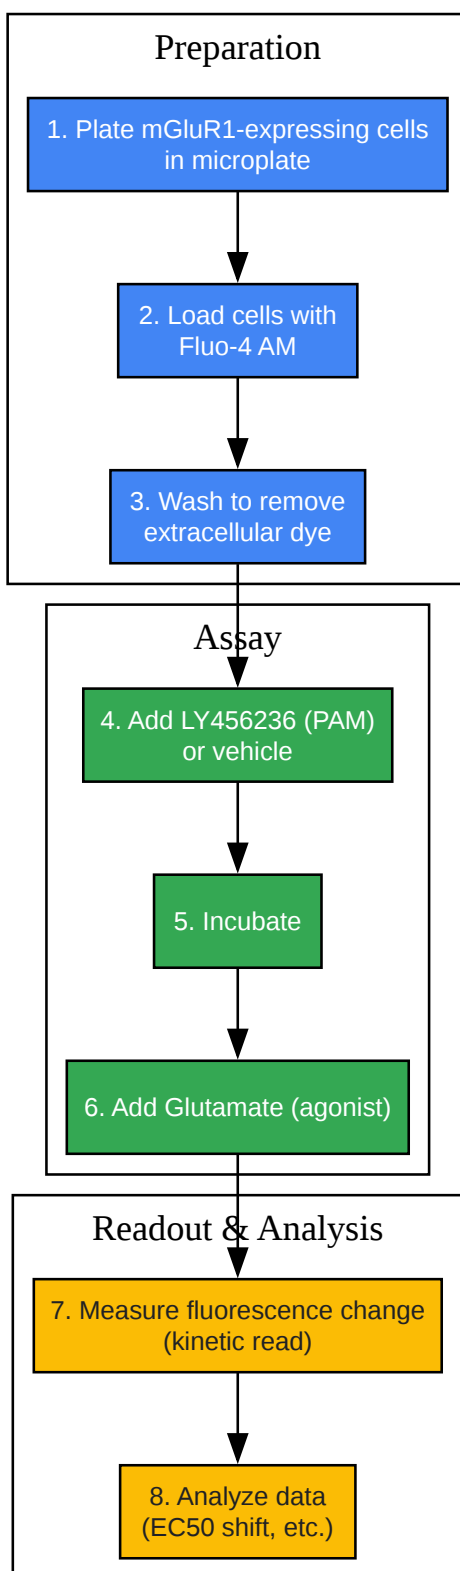 Preparation
1. Plate mGluR1-expressing cells
in microplate
2. Load cells with
Fluo-4 AM
3. Wash to remove
extracellular dye
Assay
4. Add LY456236 (PAM)
or vehicle
5. Incubate
6. Add Glutamate (agonist)
Readout & Analysis
7. Measure fluorescence change
(kinetic read)
8. Analyze data
(EC50 shift, etc.)